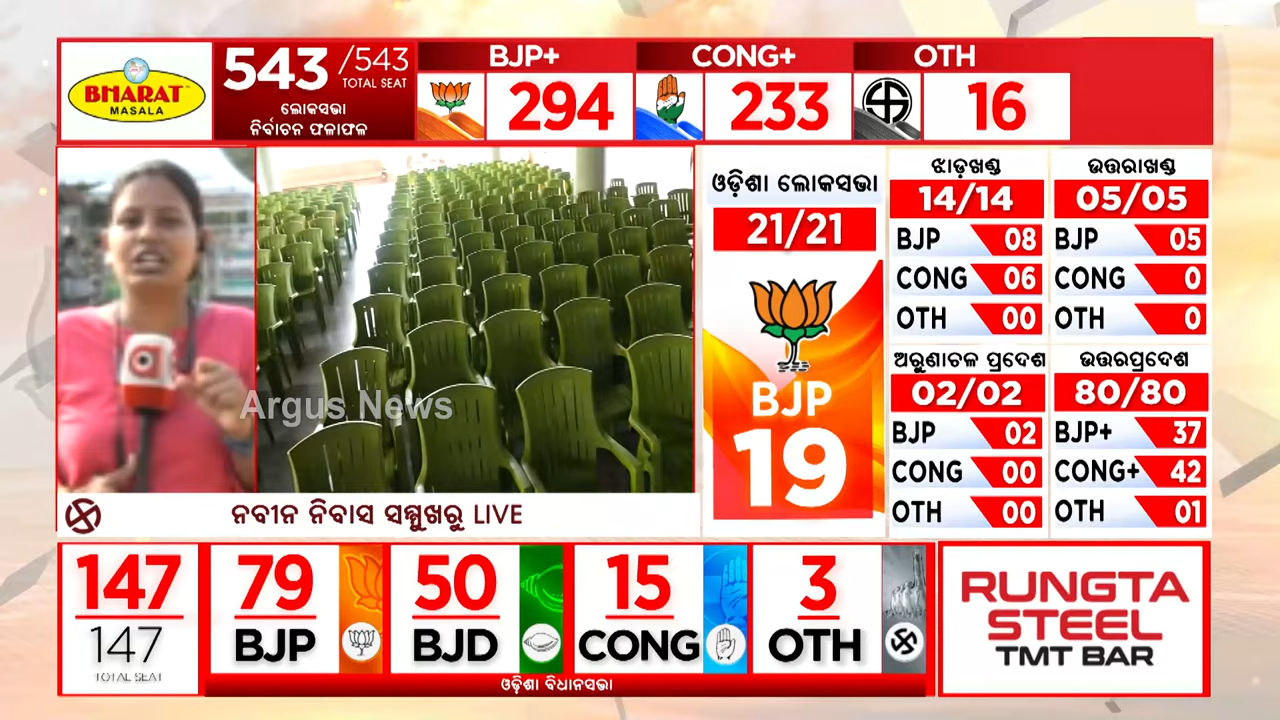 BHARAT
MASALA
543 /543
TOTAL SEAT
ଲୋକସଭା
ନିର୍ବାଚନ ଫଳାଫଳ
BJP+
294
CONG+
233
OTH
16
Argus News
ନବୀନ ନିବାସ ସମ୍ମୁଖରୁ LIVE
ଓଡ଼ିଶା ଲୋକସଭା
21/21
BJP
19
ଝାଡ଼ଖଣ୍ଡ
14/14
BJP 08
CONG 06
OTH 00
ଉତ୍ତରାଖଣ୍ଡ
05/05
BJP 05
CONG 0
OTH 0
ଅରୁଣାଚଳ ପ୍ରଦେଶ
02/02
BJP 02
CONG 00
OTH 00
ଉତ୍ତରପ୍ରଦେଶ
80/80
BJP+ 37
CONG+ 42
OTH 01
147
147
TOTAL SEAT
79
BJP
50
BJD
15
CONG
3
OTH
ଓଡ଼ିଶା ବିଧାନସଭା
RUNGTA
STEEL
TMT BAR